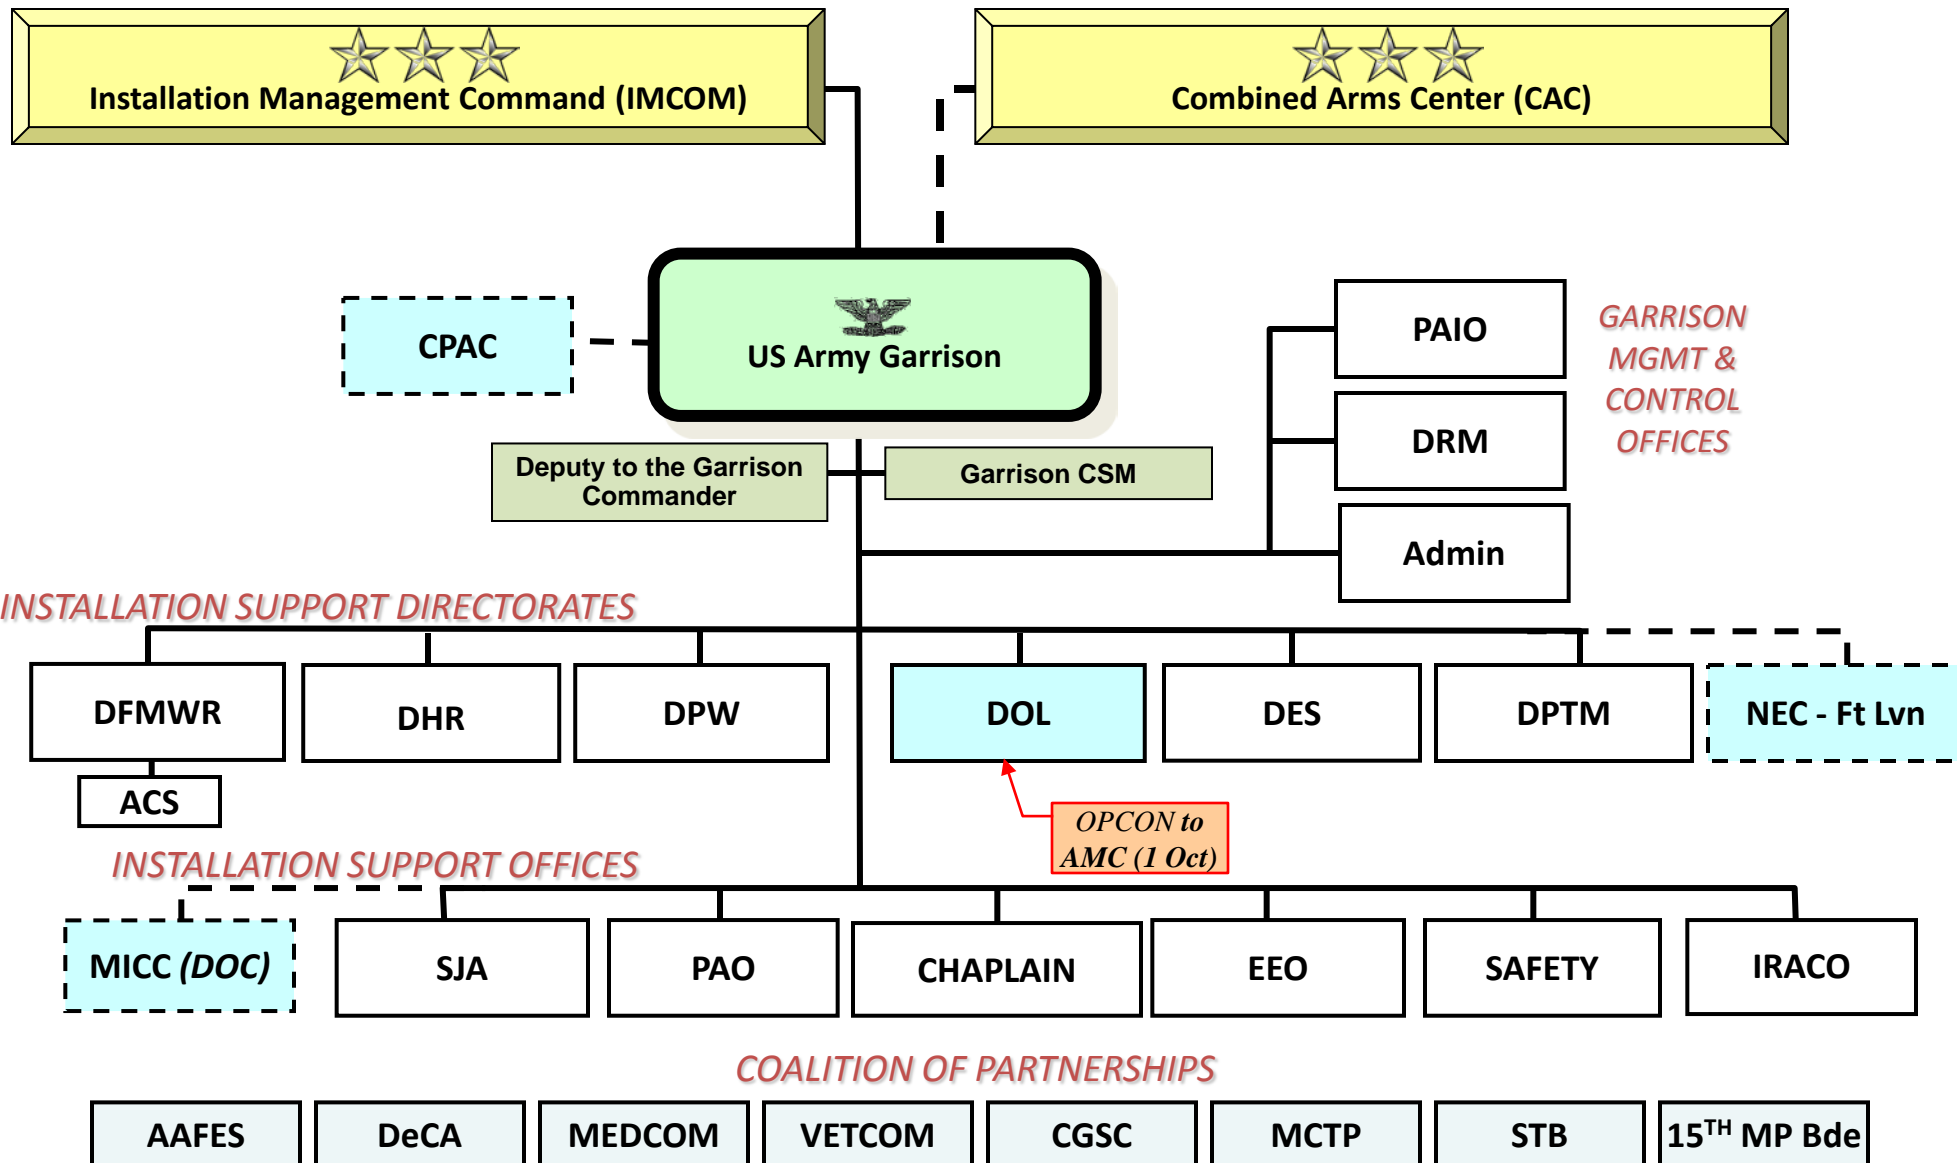 Installation Management Command (IMCOM)
Combined Arms Center (CAC)
CPAC
US Army Garrison
PAIO
GARRISON
MGMT &
CONTROL
OFFICES
DRM
Deputy to the Garrison
Commander
Garrison CSM
Admin
INSTALLATION SUPPORT DIRECTORATES
DFMWR
DHR
DPW
DOL
DES
DPTM
NEC - Ft Lvn
ACS
OPCON to
AMC (1 Oct)
INSTALLATION SUPPORT OFFICES
MICC (DOC)
SJA
PAO
CHAPLAIN
EEO
SAFETY
IRACO
COALITION OF PARTNERSHIPS
AAFES
DeCA
MEDCOM
VETCOM
CGSC
MCTP
STB
15TH MP Bde